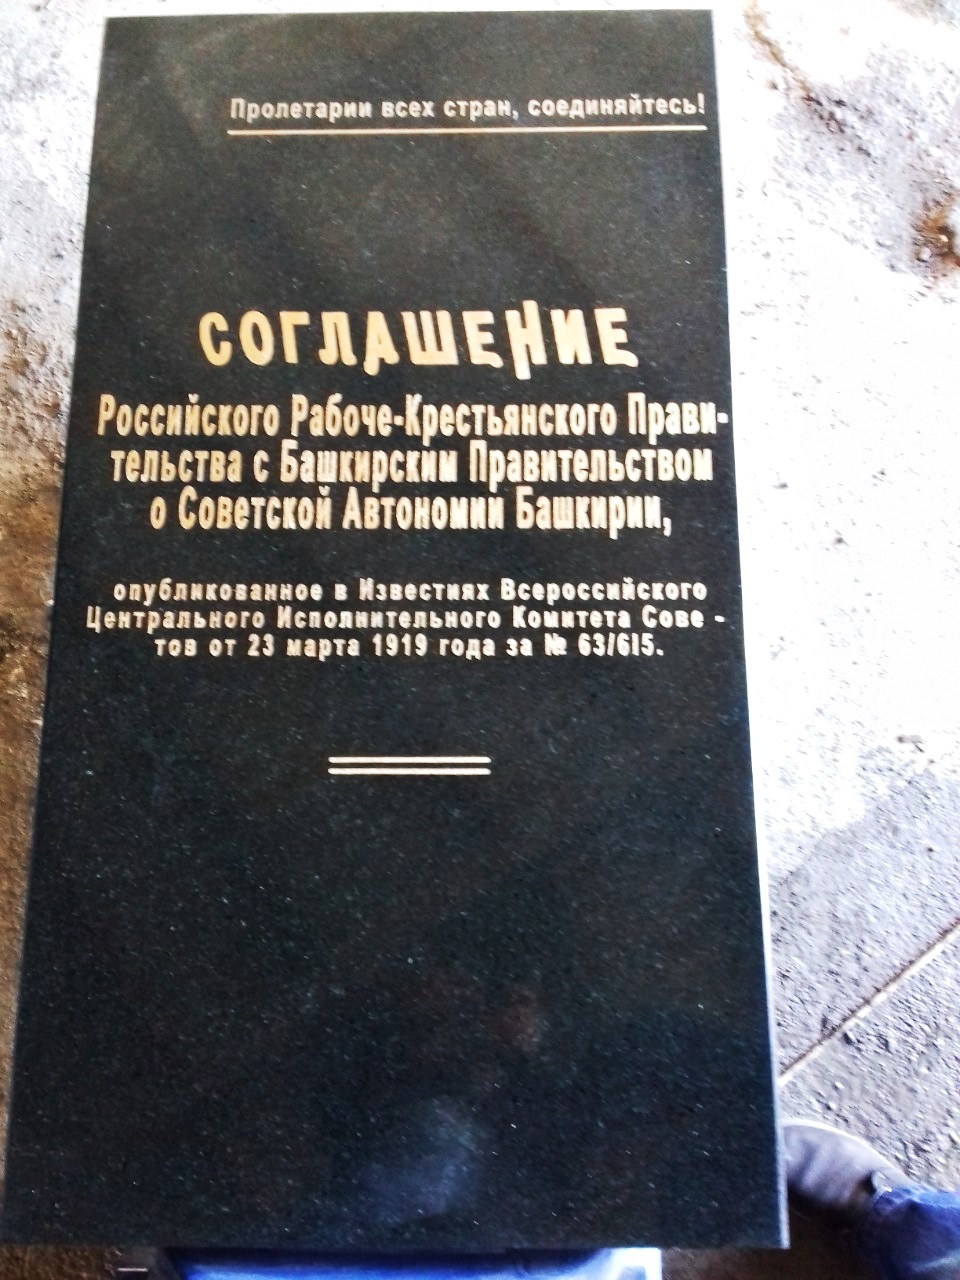 Пролетарии всех стран, соединяйтесь!
СОГЛАШЕНИЕ
Российского Рабоче-Крестьянского Прави-
тельства с Башкирским Правительством
о Советской Автономии Башкирии,
опубликованное в Известиях Всероссийского
Центрального Исполнительного Комитета Сове -
тов от 23 марта 1919 года за № 63/615.